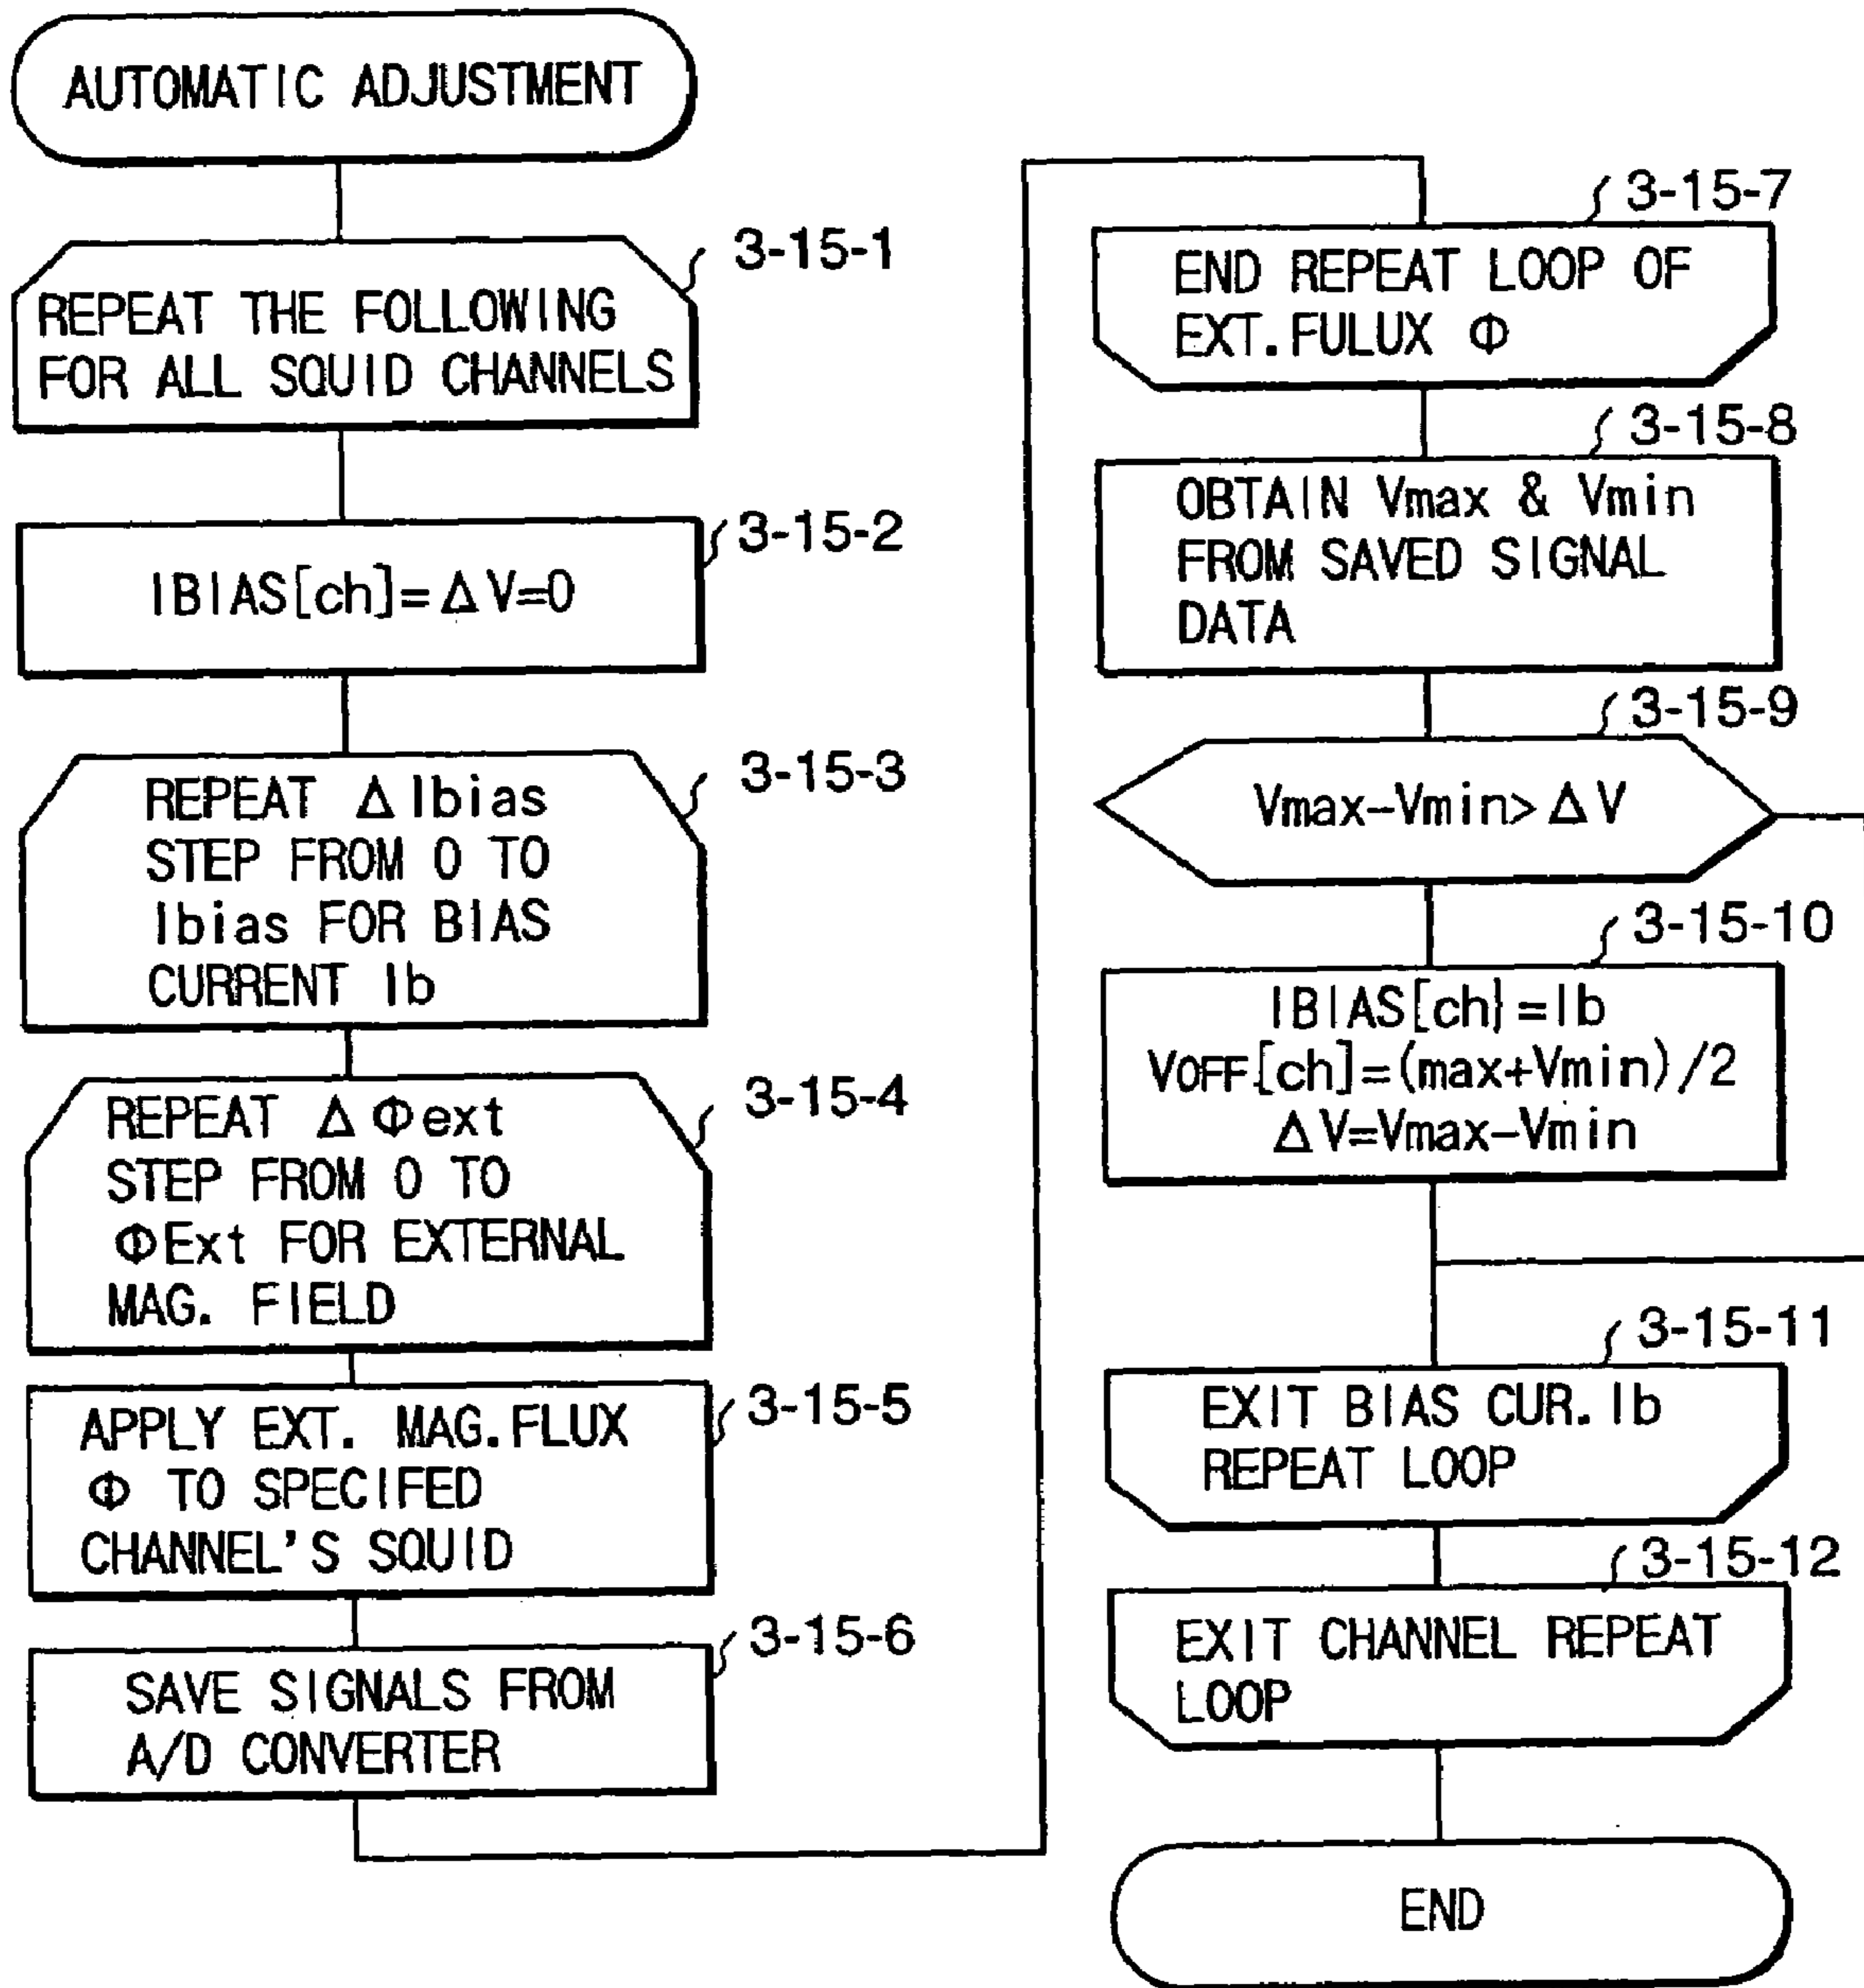 AUTOMATIC ADJUSTMENT
3-15-1
REPEAT THE FOLLOWING
FOR ALL SQUID CHANNELS
3-15-2
IBIAS[ch]=ΔV=0
3-15-3
REPEAT ΔIbias
STEP FROM 0 TO
Ibias FOR BIAS
CURRENT Ib
3-15-4
REPEAT ΔΦext
STEP FROM 0 TO
ΦExt FOR EXTERNAL
MAG. FIELD
3-15-5
APPLY EXT. MAG.FLUX
Φ TO SPECIFED
CHANNEL'S SQUID
3-15-6
SAVE SIGNALS FROM
A/D CONVERTER
3-15-7
END REPEAT LOOP OF
EXT.FULUX Φ
3-15-8
OBTAIN Vmax & Vmin
FROM SAVED SIGNAL
DATA
3-15-9
Vmax-Vmin>ΔV
3-15-10
IBIAS[ch}=Ib
VOFF[ch]=(max+Vmin)/2
ΔV=Vmax-Vmin
3-15-11
EXIT BIAS CUR.Ib
REPEAT LOOP
3-15-12
EXIT CHANNEL REPEAT
LOOP
END